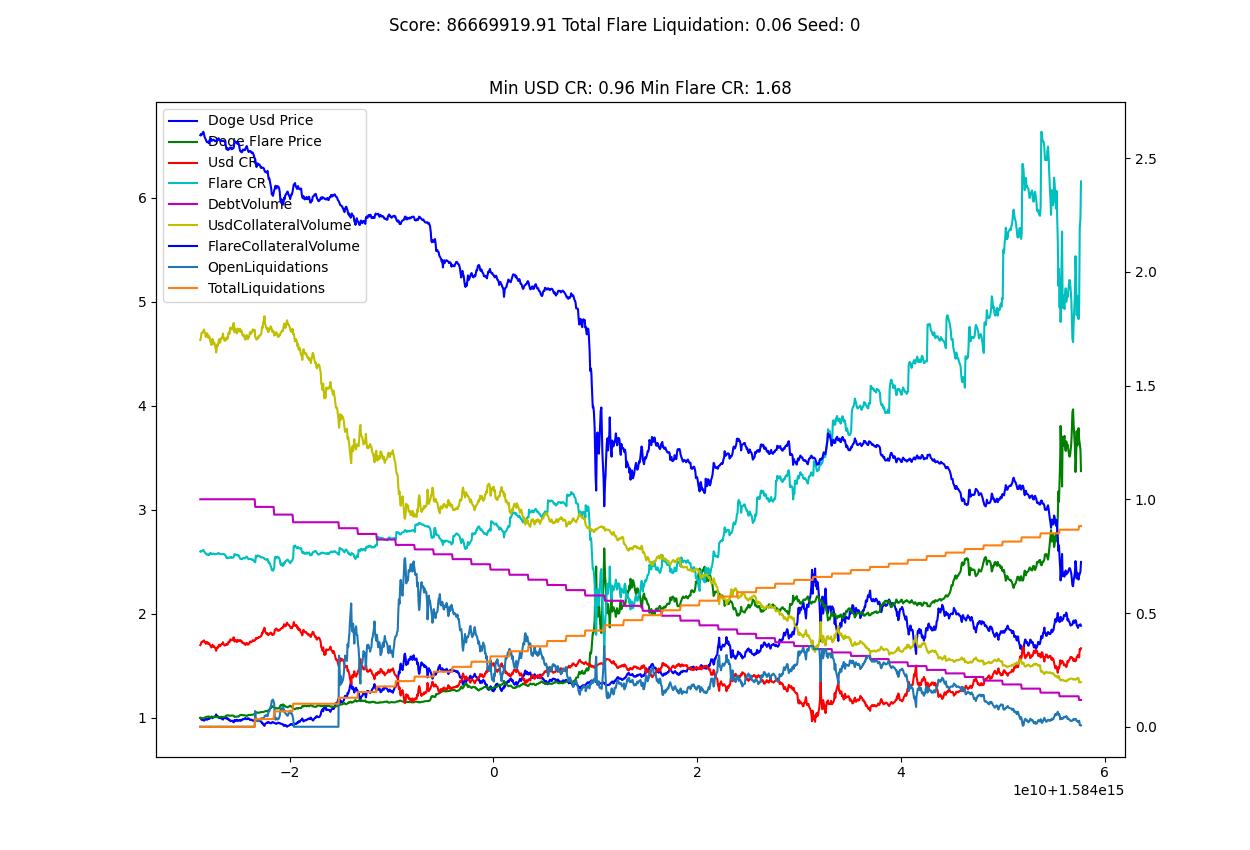 Score: 86669919.91 Total Flare Liquidation: 0.06 Seed: 0
Min USD CR: 0.96 Min Flare CR: 1.68
Doge Usd Price
Doge Flare Price
Usd CR
Flare CR
DebtVolume
UsdCollateralVolume
FlareCollateralVolume
OpenLiquidations
TotalLiquidations
6
5
4
3
2
1
2.5
2.0
1.5
1.0
0.5
0.0
−2
0
2
4
6
1e10+1.584e15